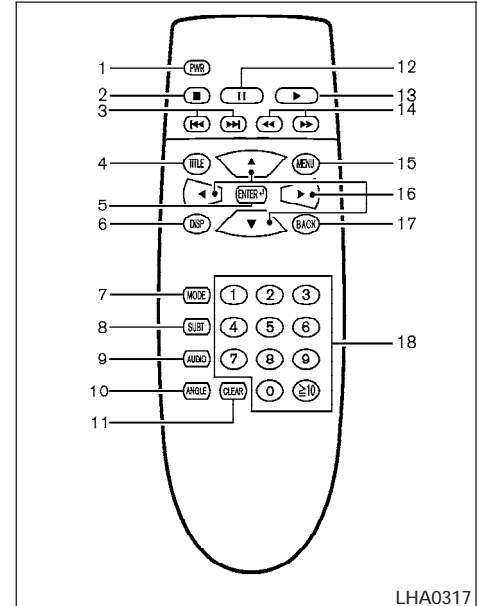 1 PWR 12
2 13
3 14
4 TITLE MENU 15
5 ENTER 16
6 DISP BACK 17
7 MODE 1 2 3
8 SUBT 4 5 6 18
9 AUDIO 7 8 9
10 ANGLE CLEAR 0 ≧10
11
LHA0317